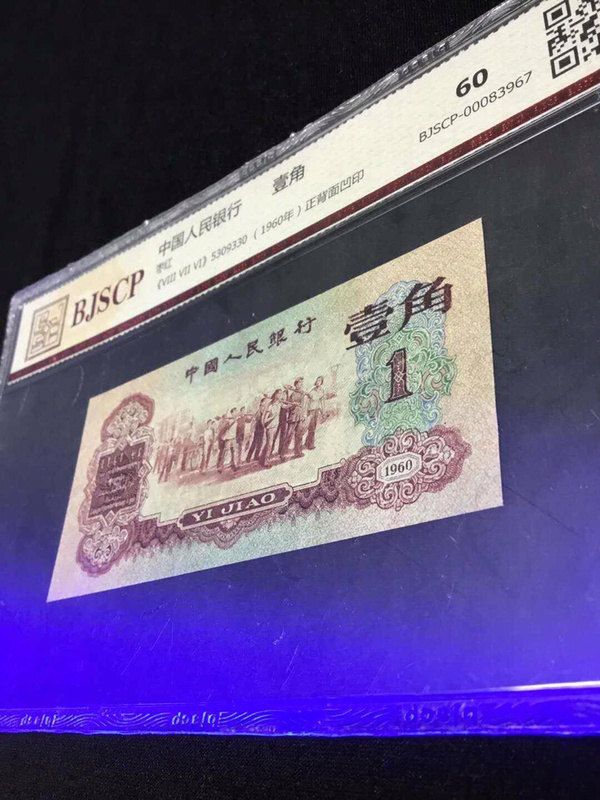 60
BJSCP-00083967
BJSCP
中国人民银行 壹角
枣红
《VIII VII VI》5309330 (1960年) 正背面凹印
中國人民銀行
壹角
1
1960
YI JIAO